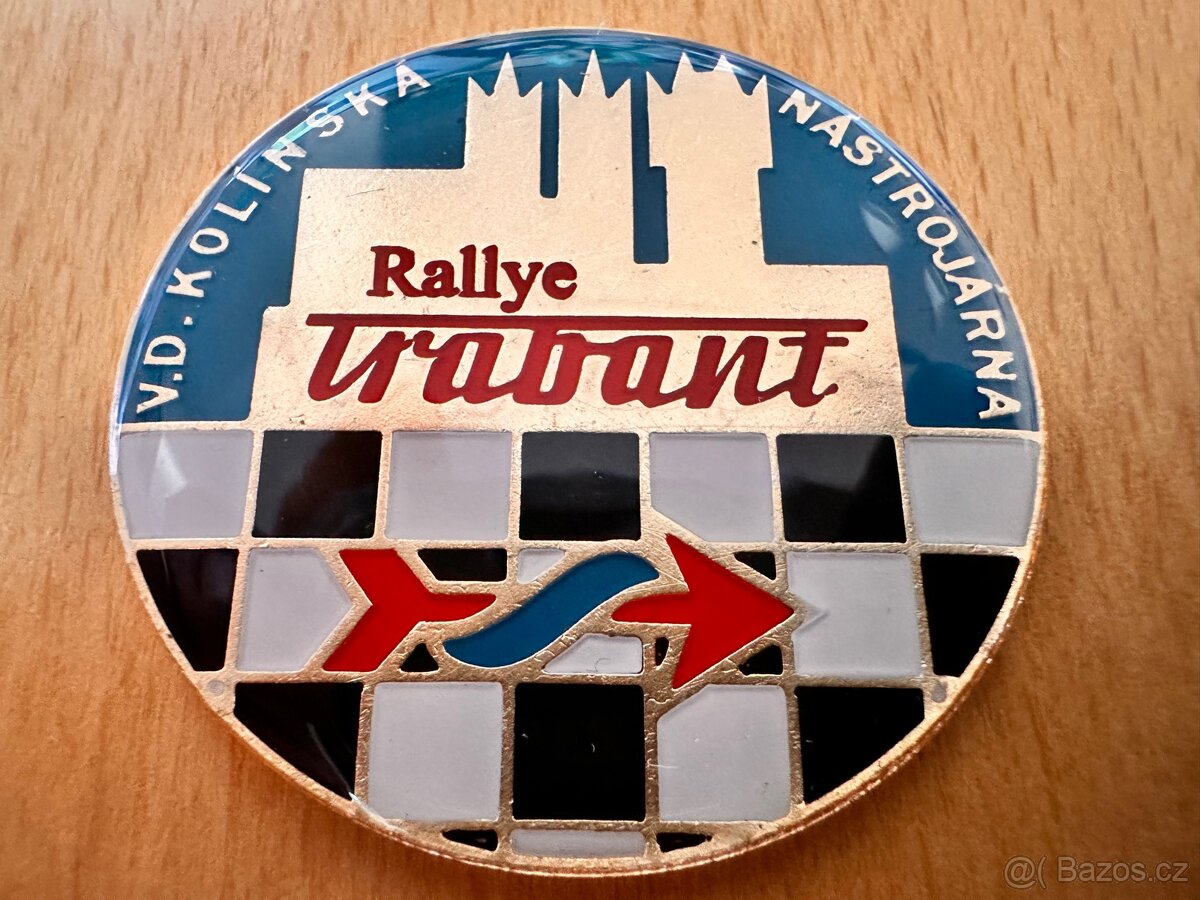 V.D. KOLÍNSKÁ NÁSTROJÁRNA
Rallye
trabant
@( Bazos.cz